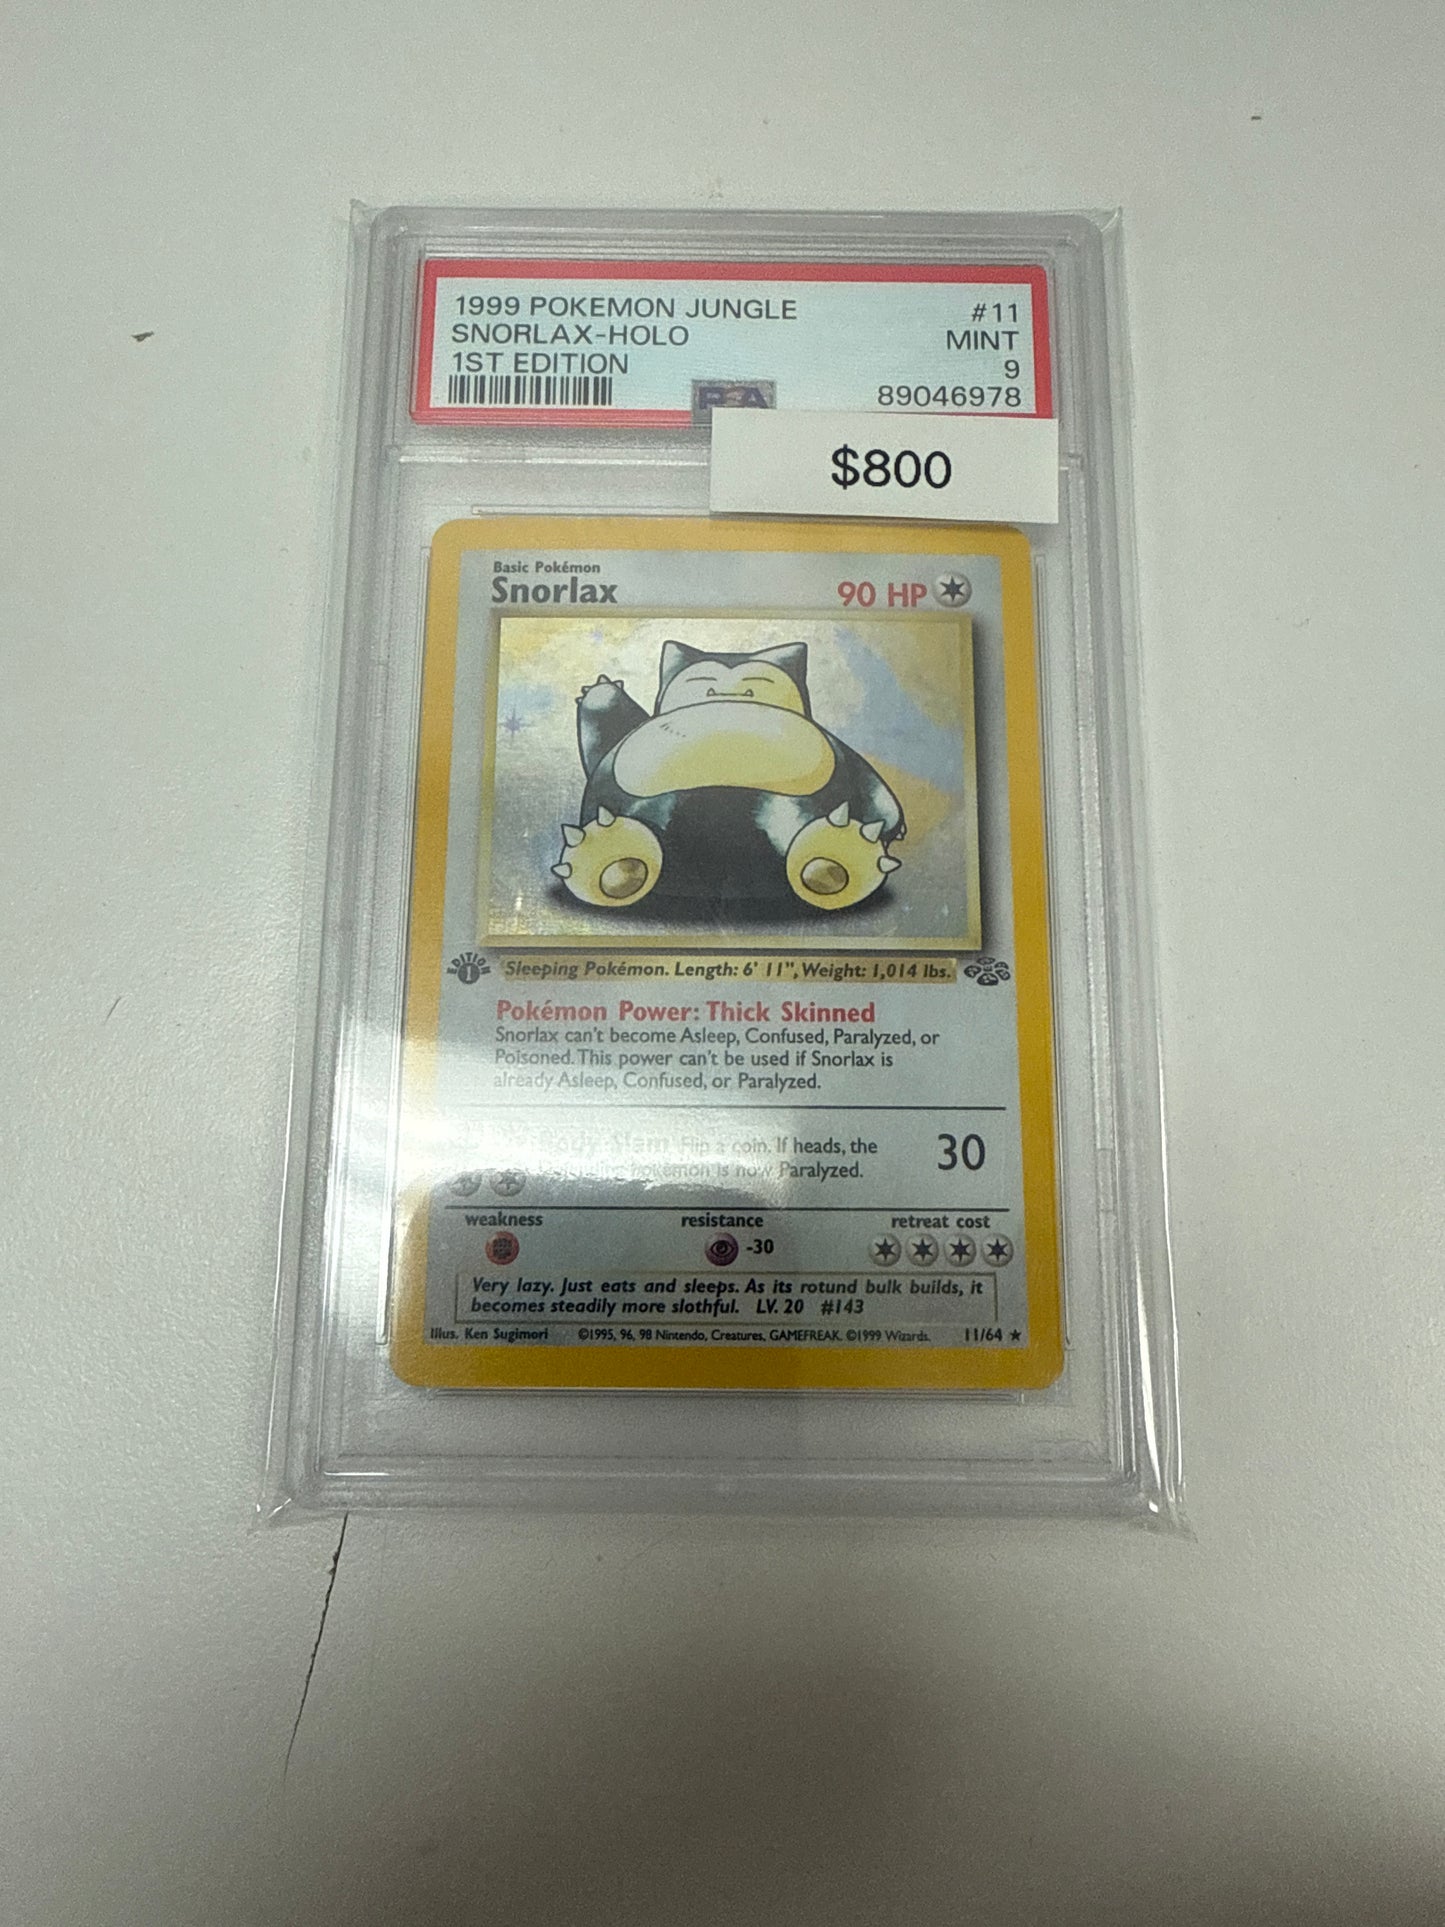 1999 POKEMON JUNGLE #11
SNORLAX-HOLO MINT
1ST EDITION 9
89046978
PSA
$800
Basic Pokémon
Snorlax 90 HP
EDITION
1
Sleeping Pokémon. Length: 6' 11", Weight: 1,014 lbs.
Pokémon Power: Thick Skinned
Snorlax can't become Asleep, Confused, Paralyzed, or
Poisoned. This power can't be used if Snorlax is
already Asleep, Confused, or Paralyzed.
Body Slam Flip a coin. If heads, the 30
Pokémon is now Paralyzed.
weakness resistance retreat cost
-30
Very lazy. Just eats and sleeps. As its rotund bulk builds, it
becomes steadily more slothful. LV. 20 #143
Illus. Ken Sugimori ©1995, 96, 98 Nintendo, Creatures, GAMEFREAK. ©1999 Wizards. 11/64 ★